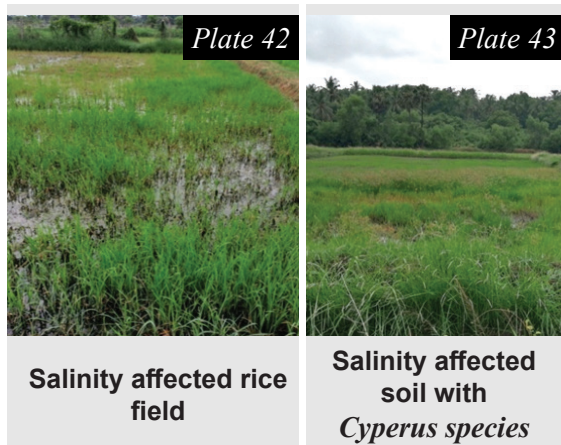 Plate 42
Salinity affected rice
field
Plate 43
Salinity affected
soil with
Cyperus species